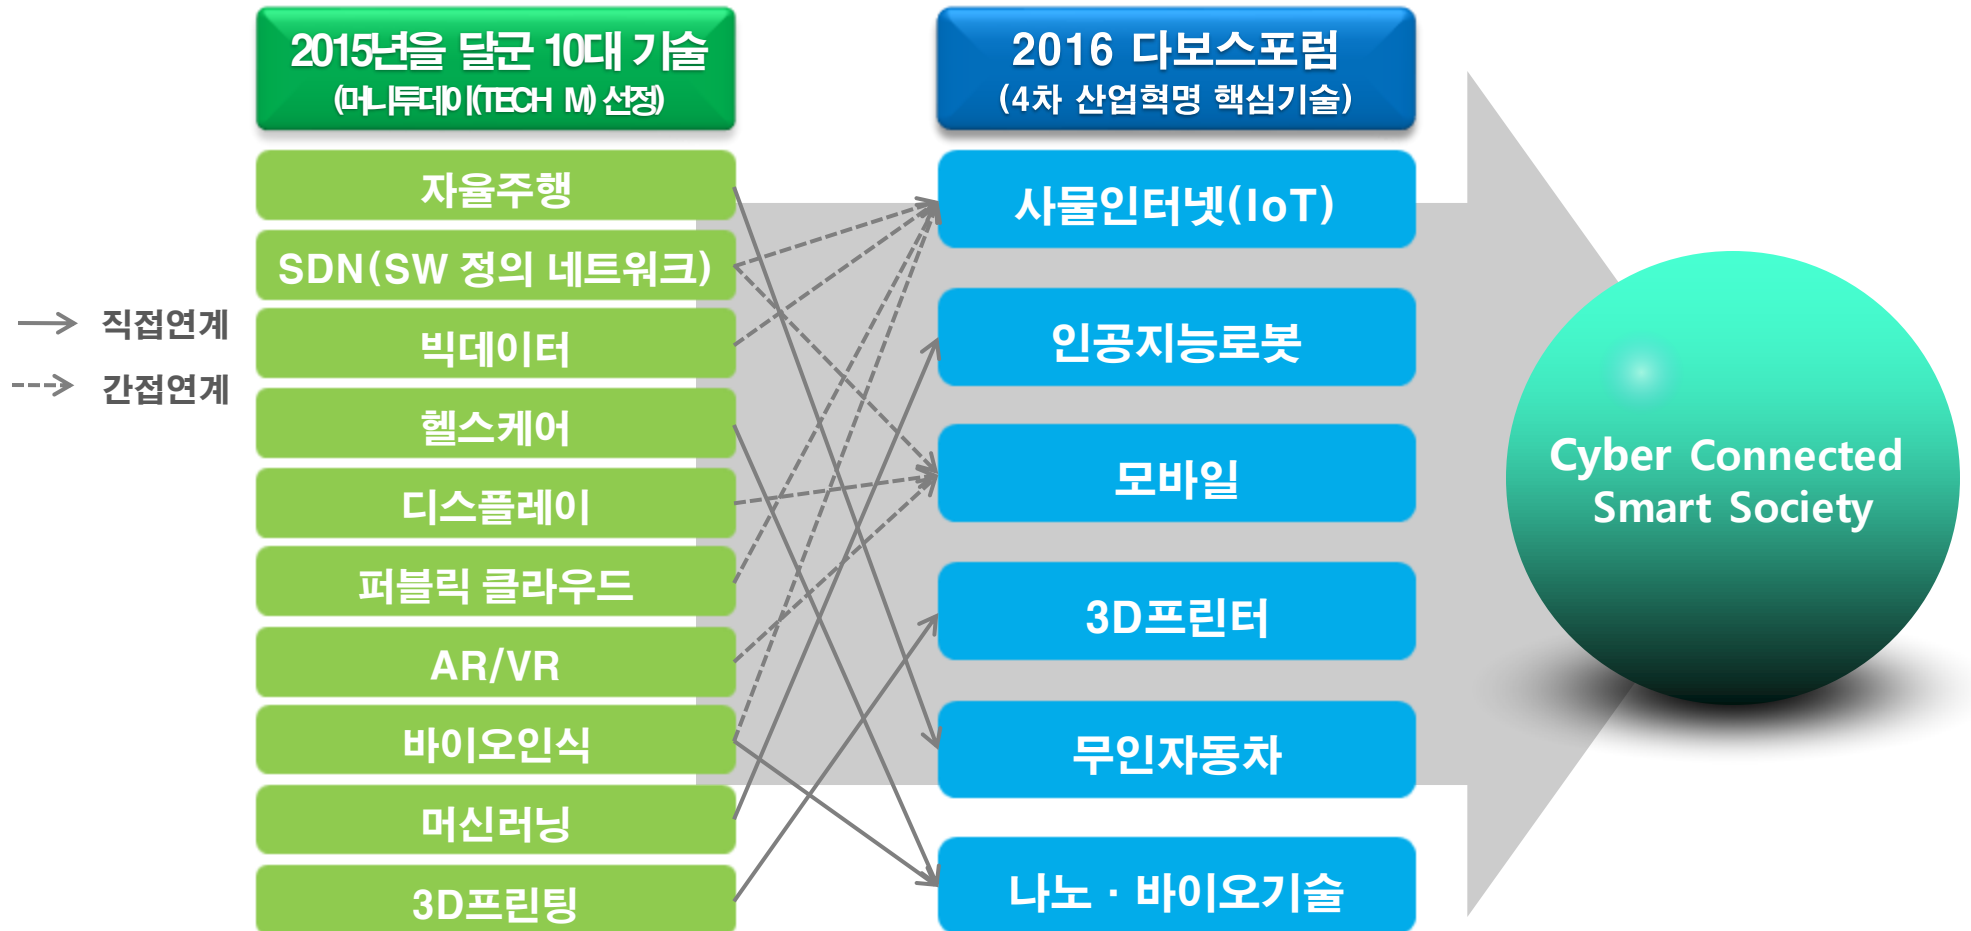 2015년을 달군 10대 기술
(머니투데이(TECH M) 선정)
자율주행
SDN(SW 정의 네트워크)
빅데이터
헬스케어
디스플레이
퍼블릭 클라우드
AR/VR
바이오인식
머신러닝
3D프린팅
직접연계
간접연계
2016 다보스포럼
(4차 산업혁명 핵심기술)
사물인터넷(IoT)
인공지능로봇
모바일
3D프린터
무인자동차
나노 · 바이오기술
Cyber Connected
Smart Society